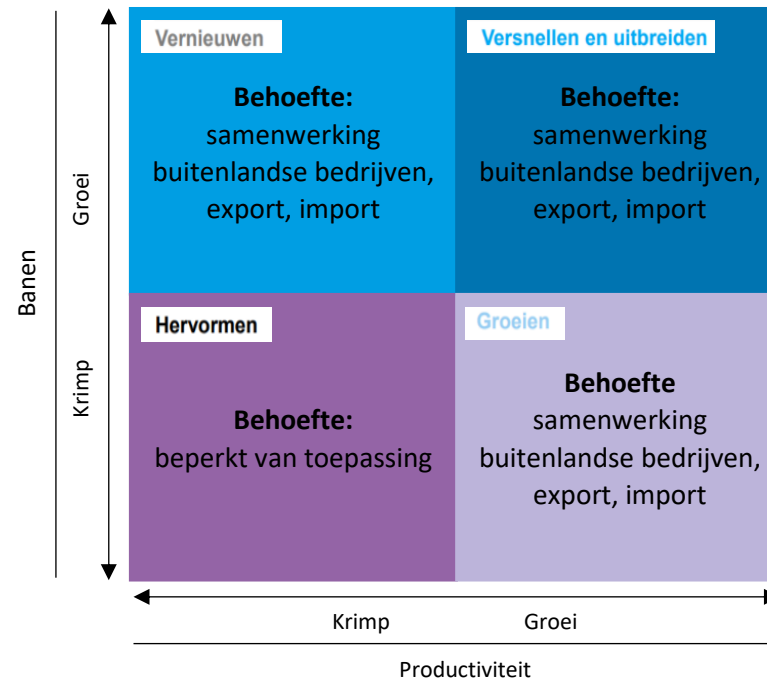 Vernieuwen
Behoefte:
samenwerking
buitenlandse bedrijven,
export, import
Versnellen en uitbreiden
Behoefte:
samenwerking
buitenlandse bedrijven,
export, import
Banen
Groei
Krimp
Hervormen
Behoefte:
beperkt van toepassing
Groeien
Behoefte
samenwerking
buitenlandse bedrijven,
export, import
Krimp
Groei
Productiviteit